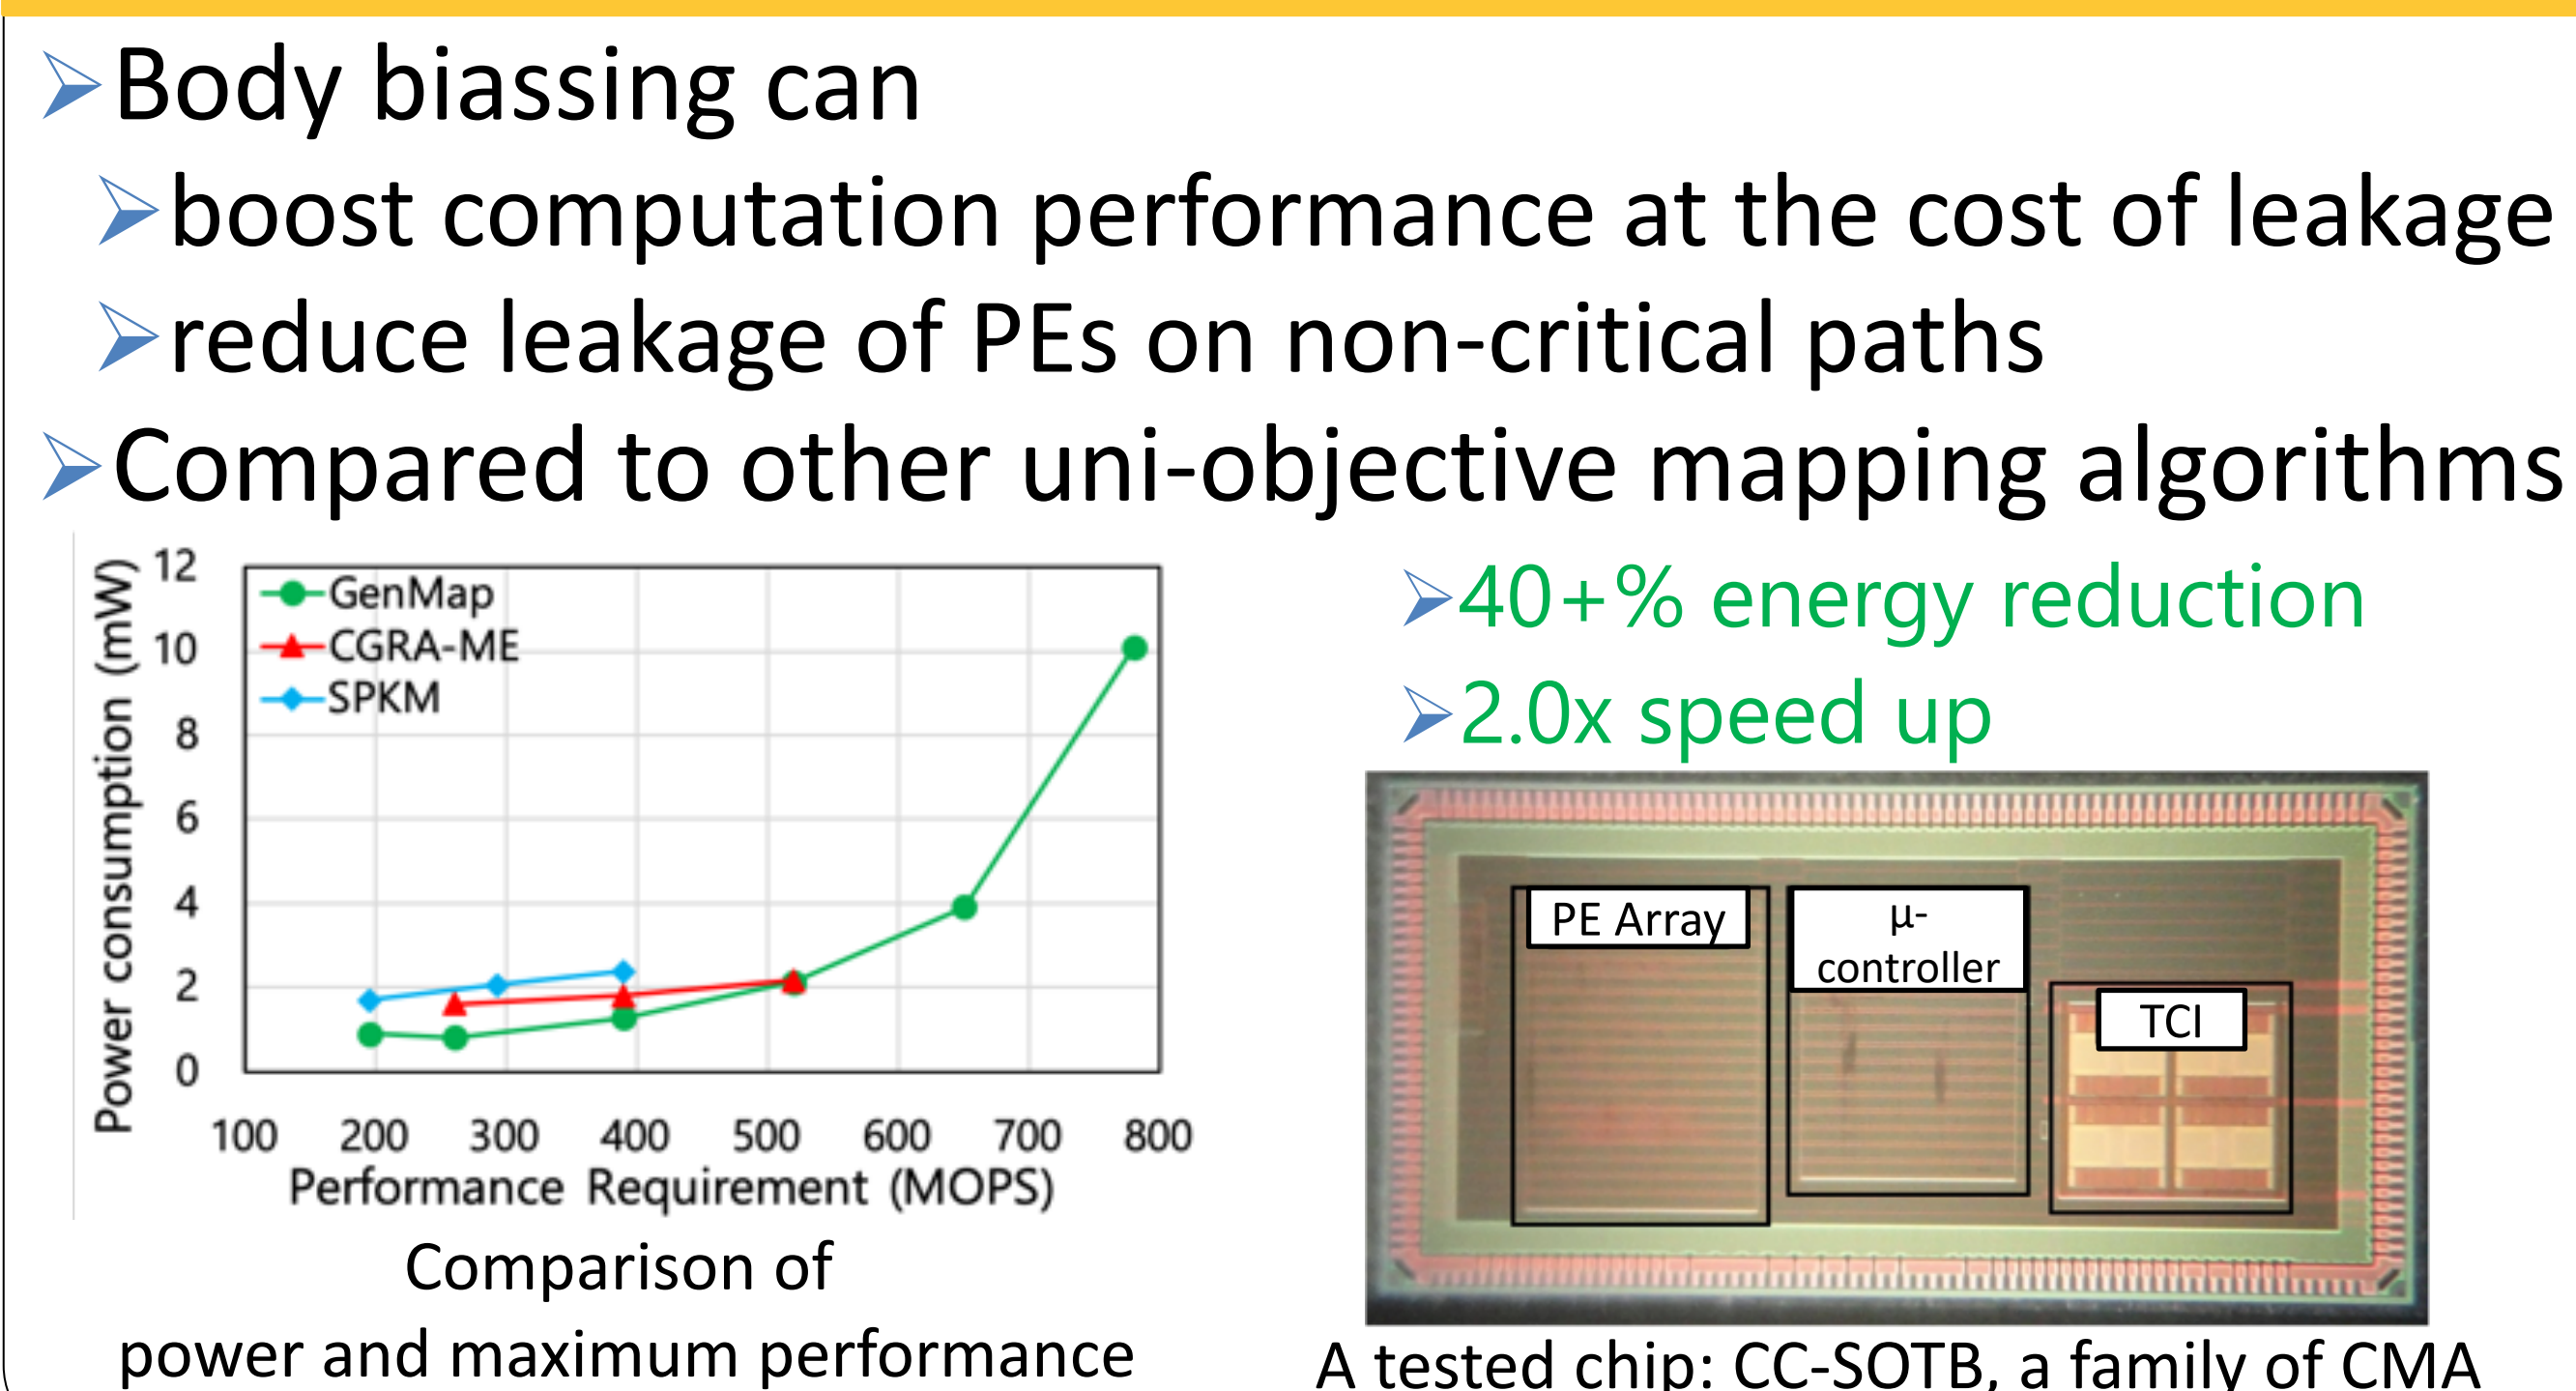 Body biassing can
boost computation performance at the cost of leakage
reduce leakage of PEs on non-critical paths
Compared to other uni-objective mapping algorithms
40+% energy reduction
2.0x speed up
Power consumption (mW)
12
10
8
6
4
2
0
GenMap
CGRA-ME
SPKM
100 200 300 400 500 600 700 800
Performance Requirement (MOPS)
Comparison of
power and maximum performance
PE Array
μ-
controller
TCI
A tested chip: CC-SOTB, a family of CMA